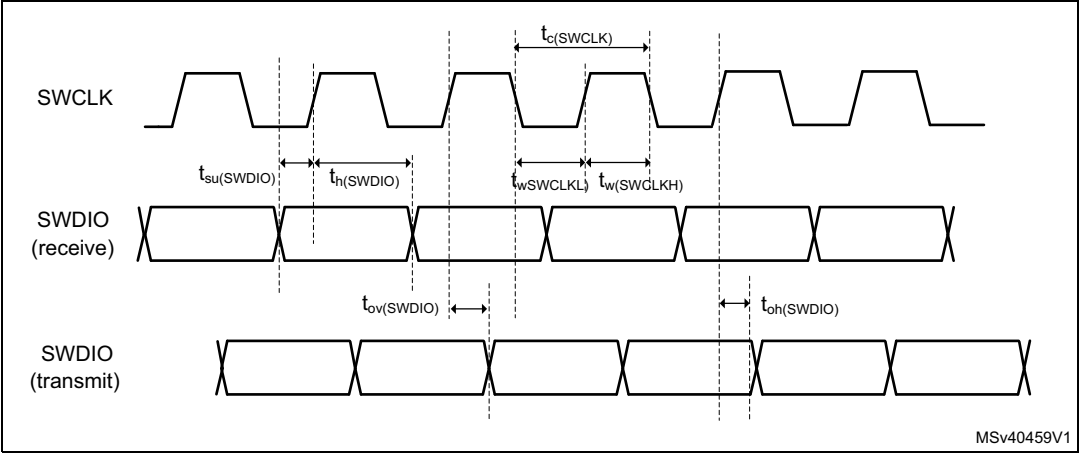 tc(SWCLK)
SWCLK
tsu(SWDIO)
th(SWDIO)
twSWCLKL)
tw(SWCLKH)
SWDIO
(receive)
tov(SWDIO)
toh(SWDIO)
SWDIO
(transmit)
MSv40459V1